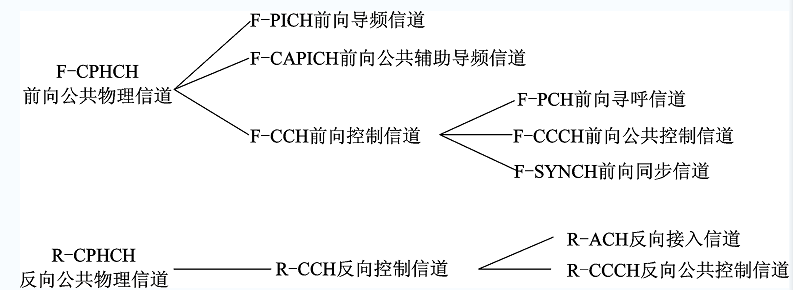 F-PICH前向导频信道
F-CAPICH前向公共辅助导频信道
F-CPHCH
前向公共物理信道
F-PCH前向寻呼信道
F-CCH前向控制信道
F-CCCH前向公共控制信道
F-SYNCH前向同步信道
R-CPHCH
反向公共物理信道
R-CCH反向控制信道
R-ACH反向接入信道
R-CCCH反向公共控制信道